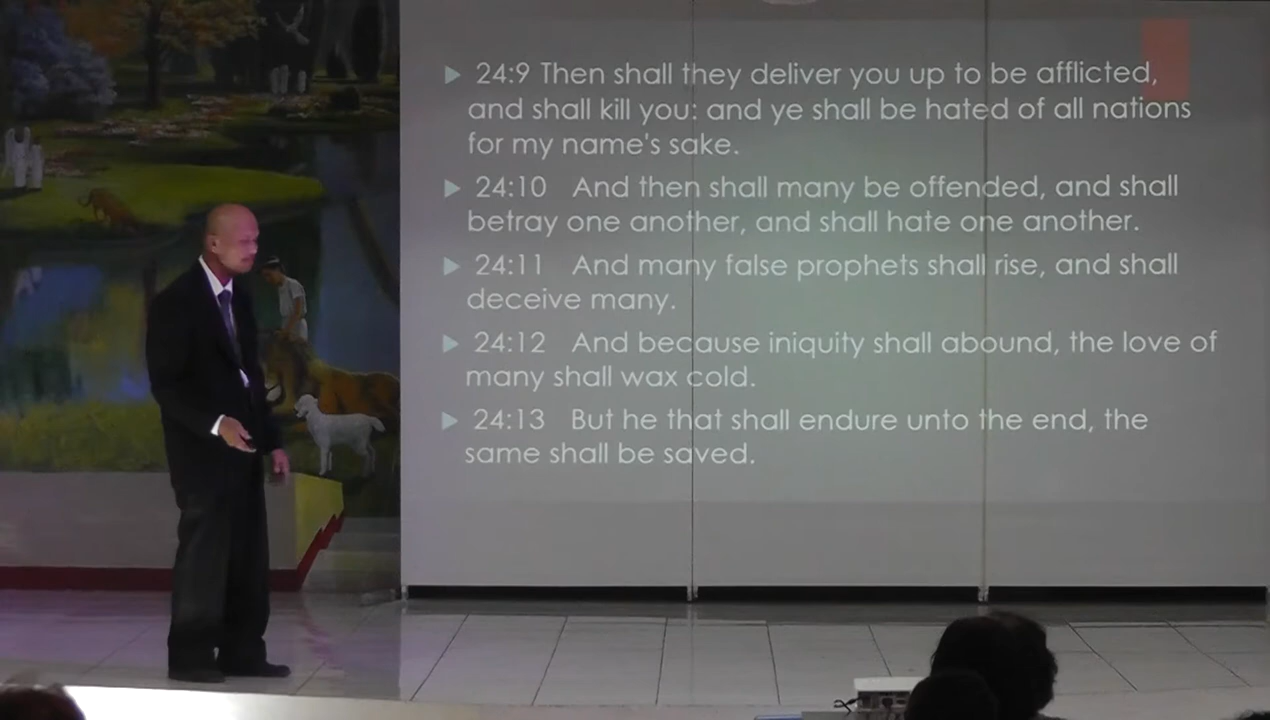 24:9 Then shall they deliver you up to be afflicted,
and shall kill you: and ye shall be hated of all nations
for my name's sake.
24:10 And then shall many be offended, and shall
betray one another, and shall hate one another.
24:11 And many false prophets shall rise, and shall
deceive many.
24:12 And because iniquity shall abound, the love of
many shall wax cold.
24:13 But he that shall endure unto the end, the
same shall be saved.